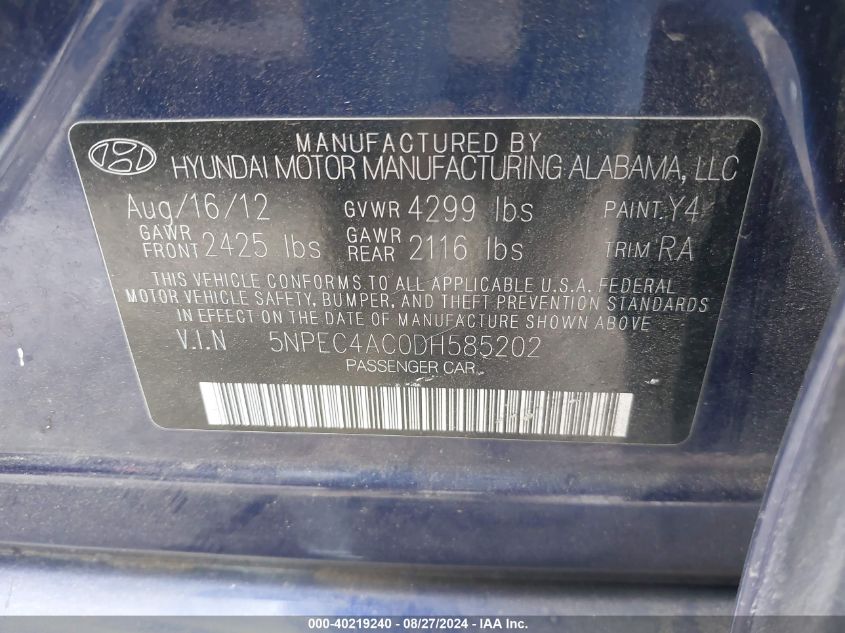 MANUFACTURED BY
HYUNDAI MOTOR MANUFACTURING ALABAMA, LLC
Aug/16/12 GVWR 4299 lbs PAINT Y4
GAWR FRONT 2425 lbs GAWR REAR 2116 lbs TRIM RA
THIS VEHICLE CONFORMS TO ALL APPLICABLE U.S.A. FEDERAL
MOTOR VEHICLE SAFETY, BUMPER, AND THEFT PREVENTION STANDARDS
IN EFFECT ON THE DATE OF MANUFACTURE SHOWN ABOVE.
V.I.N 5NPEC4AC0DH585202
PASSENGER CAR
000-40219240 - 08/27/2024 - IAA Inc.